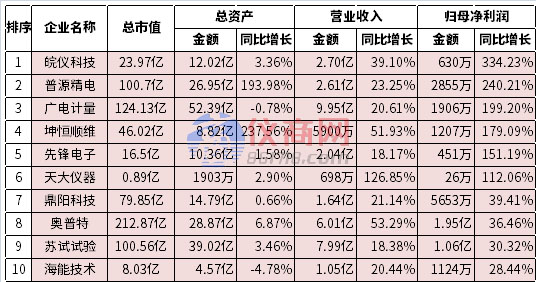 排序 企业名称 总市值 总资产 营业收入 归母净利润
金额 同比增长 金额 同比增长 金额 同比增长
1 皖仪科技 23.97亿 12.02亿 3.36% 2.70亿 39.10% 630万 334.23%
2 普源精电 100.7亿 26.95亿 193.98% 2.61亿 23.25% 2855万 240.21%
3 广电计量 124.13亿 52.39亿 -0.78% 9.95亿 20.61% 1906万 199.20%
4 坤恒顺维 46.02亿 8.82亿 237.56% 5900万 51.93% 1207万 179.09%
5 先锋电子 16.5亿 10.36亿 1.58% 2.04亿 18.17% 451万 151.19%
6 天大仪器 0.89亿 1903万 2.90% 698万 126.85% 26万 112.06%
7 鼎阳科技 79.85亿 14.79亿 0.66% 1.64亿 21.14% 5653万 39.41%
8 奥普特 212.87亿 28.87亿 6.87% 6.01亿 53.29% 1.95亿 36.46%
9 苏试试验 100.56亿 39.02亿 3.46% 7.99亿 18.38% 1.06亿 30.32%
10 海能技术 8.03亿 4.57亿 -4.78% 1.05亿 20.44% 1124万 28.44%
仪商网